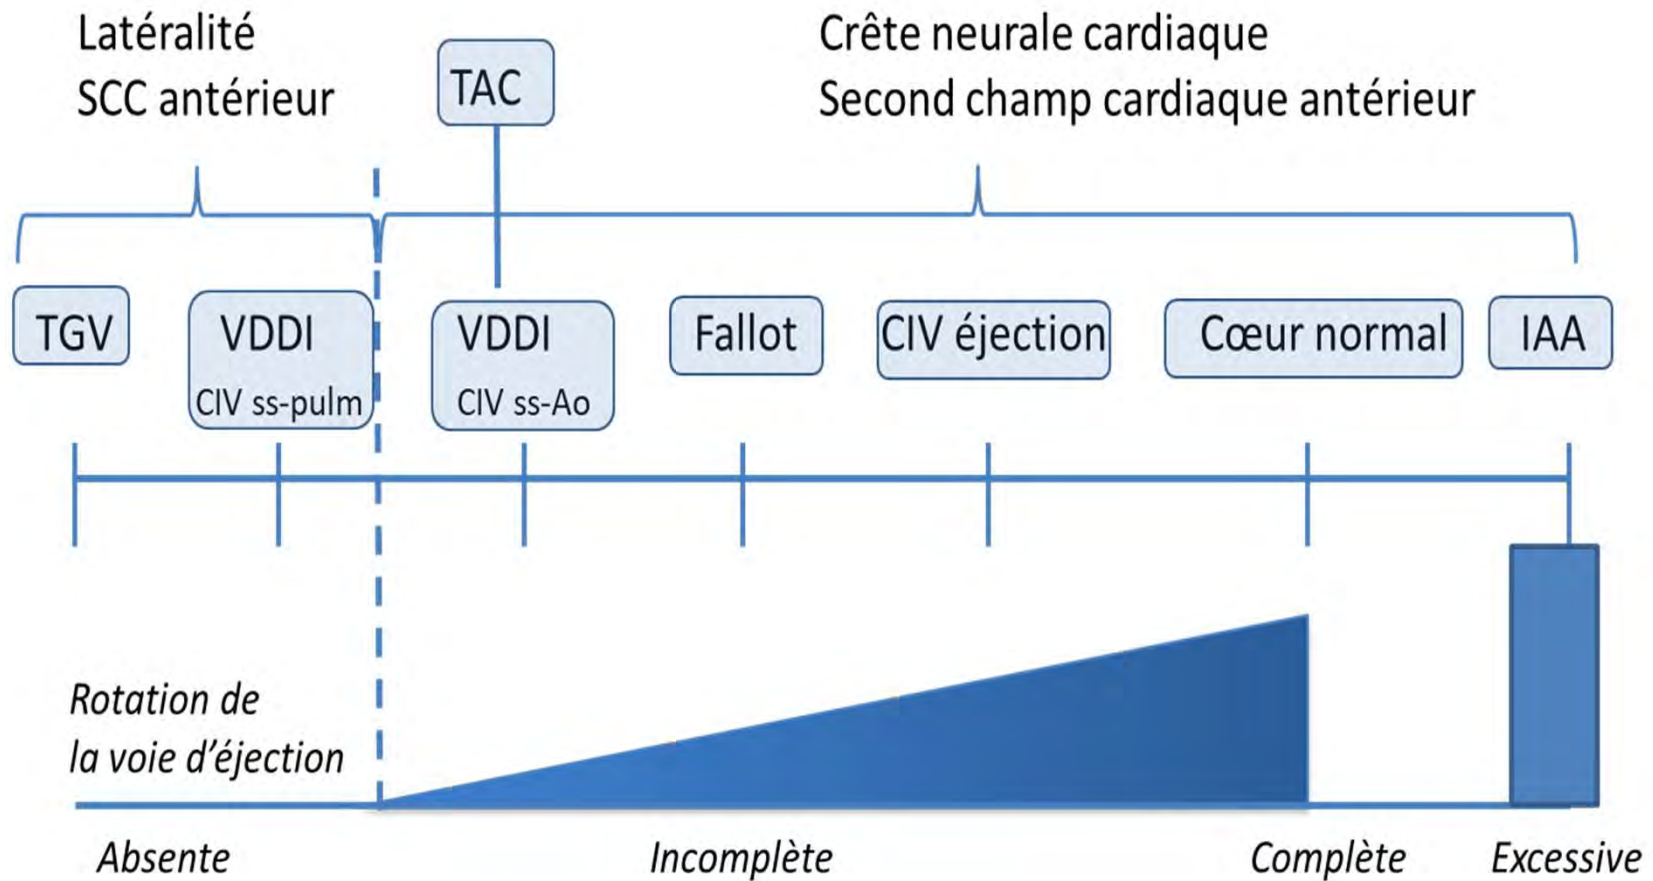 Latéralité
SCC antérieur
TAC
Crête neurale cardiaque
Second champ cardiaque antérieur
TGV
VDDI
CIV ss-pulm
VDDI
CIV ss-Ao
Fallot
CIV éjection
Cœur normal
IAA
Rotation de
la voie d'éjection
Absente
Incomplète
Complète
Excessive